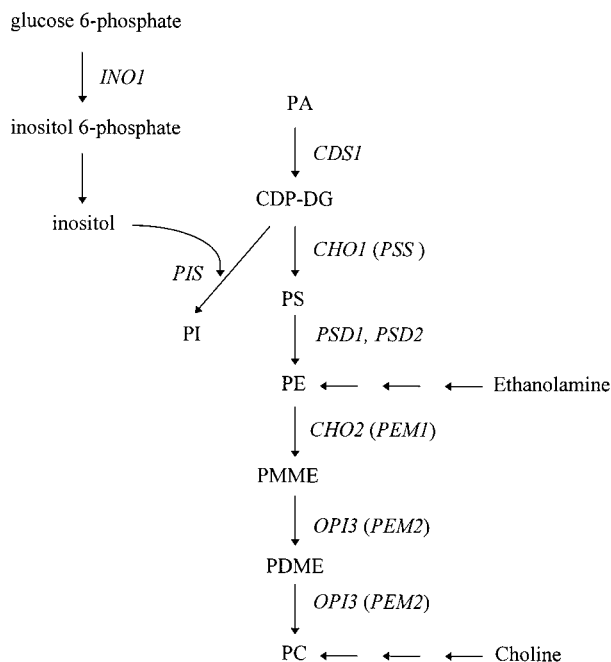 glucose 6-phosphate
INO1
inositol 6-phosphate
inositol
PIS
PI
PA
CDS1
CDP-DG
CHO1 (PSS )
PS
PSD1, PSD2
PE
Ethanolamine
CHO2 (PEM1)
PMME
OPI3 (PEM2)
PDME
OPI3 (PEM2)
PC
Choline